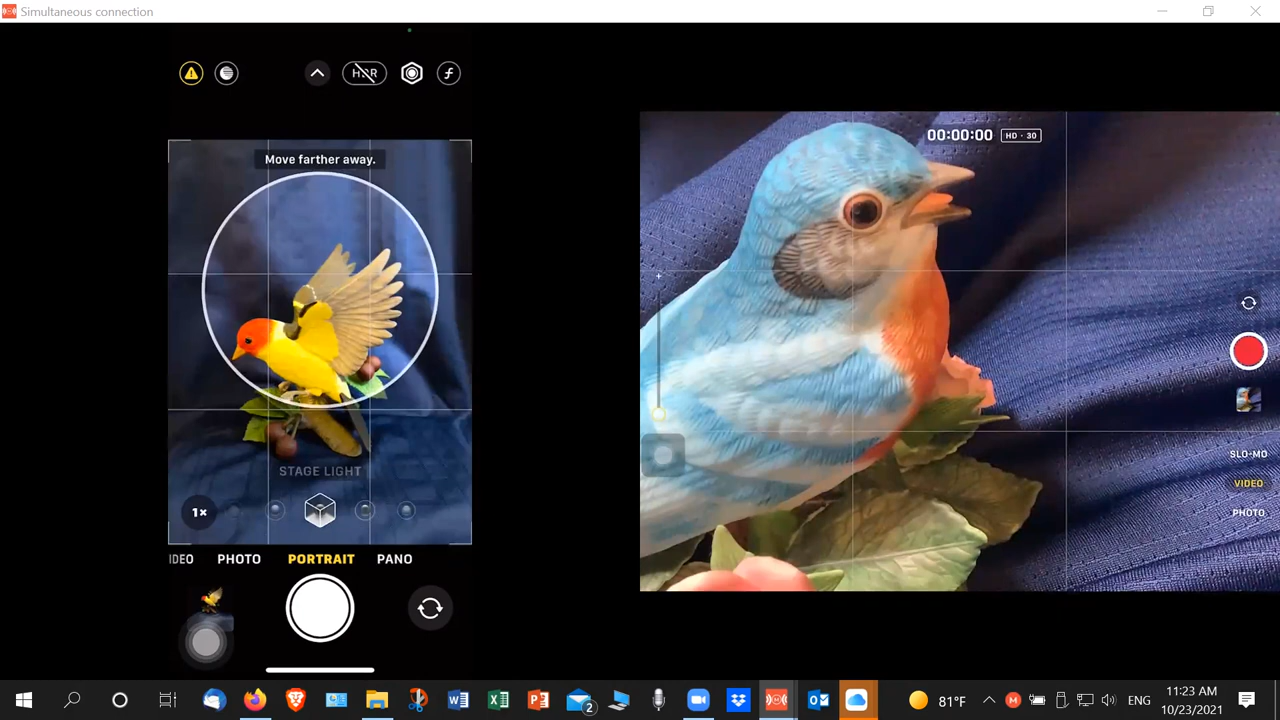 Simultaneous connection
HDR
Move farther away.
STAGE LIGHT
1×
IDEO PHOTO PORTRAIT PANO
00:00:00 HD · 30
SLO-MO
VIDEO
PHOTO
2
81°F
ENG
11:23 AM
10/23/2021